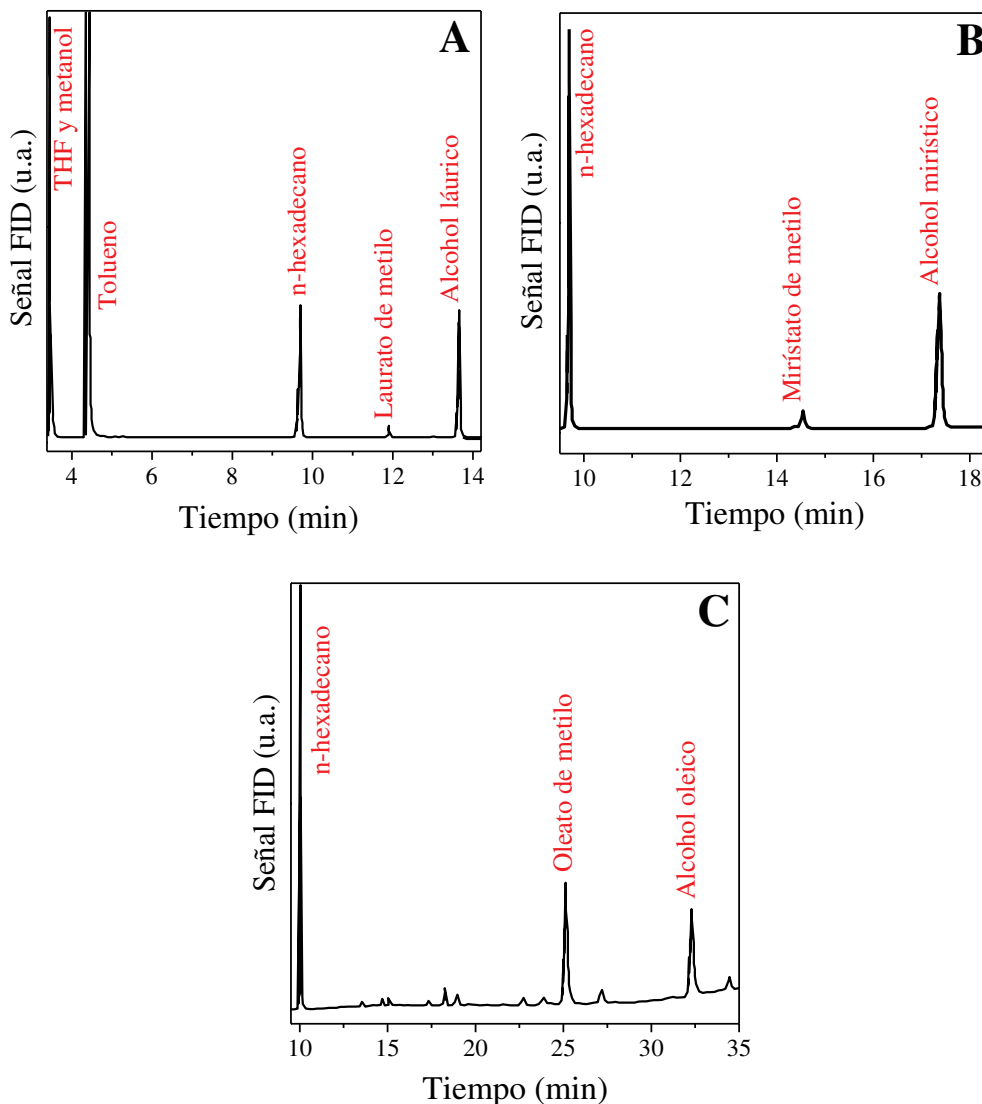 A
Señal FID (u.a.)
THF y metanol
Tolueno
n-hexadecano
Laurato de metilo
Alcohol láurico
4 6 8 10 12 14
Tiempo (min)
B
Señal FID (u.a.)
n-hexadecano
Mirístato de metilo
Alcohol mirístico
10 12 14 16 18
Tiempo (min)
C
Señal FID (u.a.)
n-hexadecano
Oleato de metilo
Alcohol oleico
10 15 20 25 30 35
Tiempo (min)